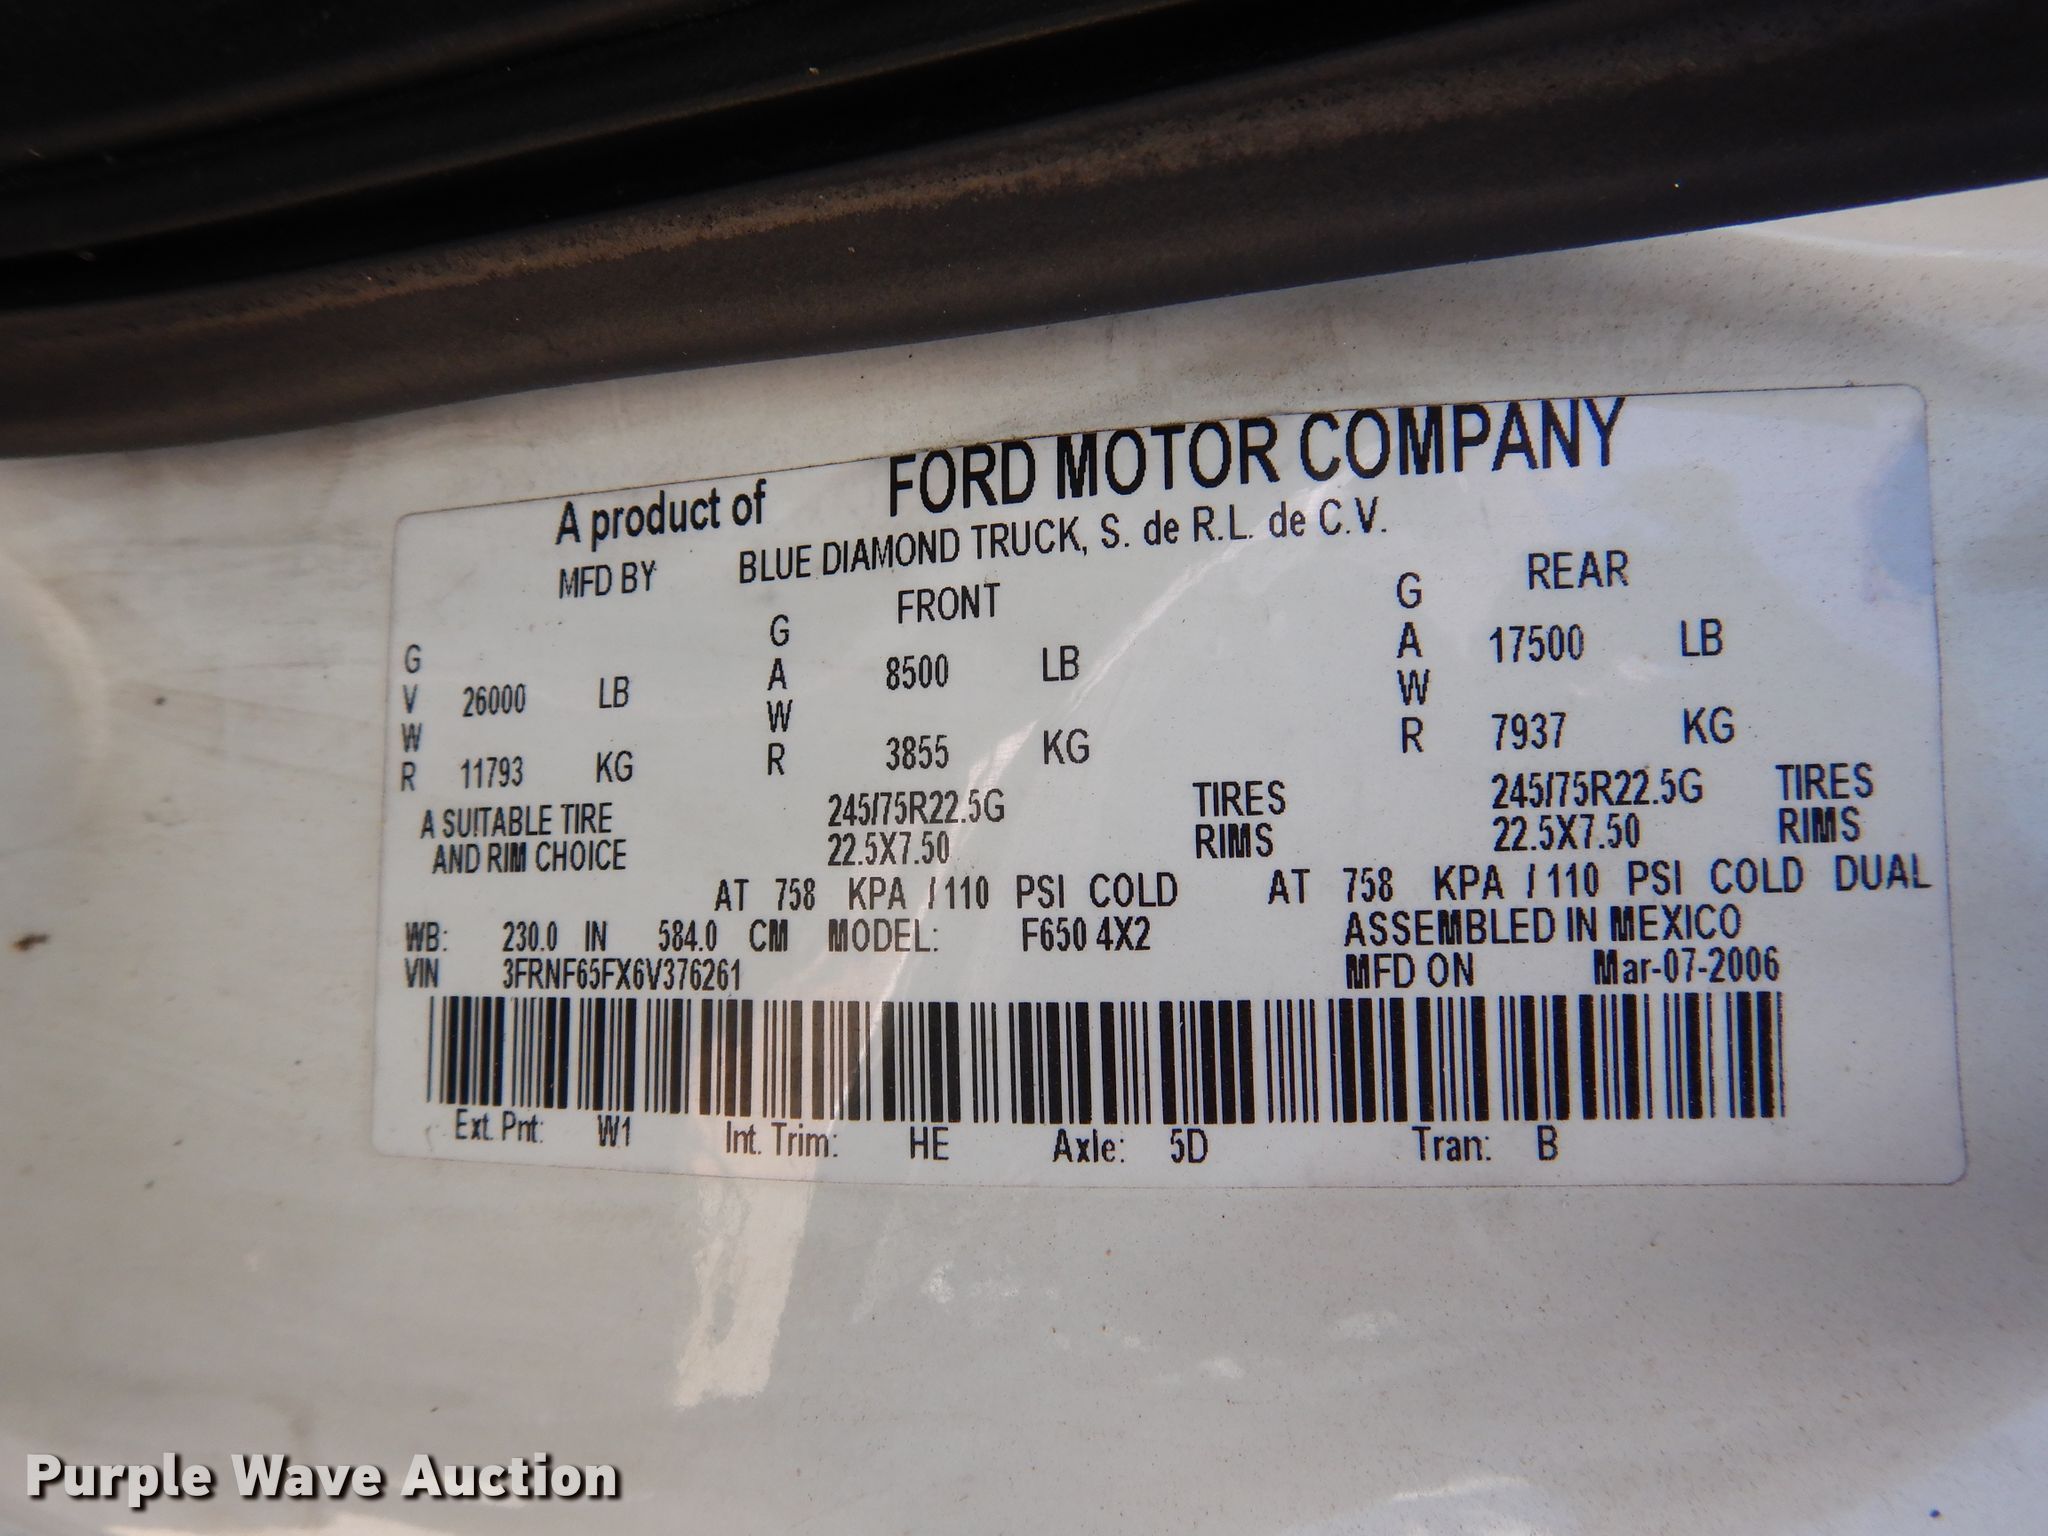 A product of FORD MOTOR COMPANY
MFD BY BLUE DIAMOND TRUCK, S. de R.L. de C.V.
FRONT REAR
GVWR 26000 LB GAWR 8500 LB GAWR 17500 LB
11793 KG 3855 KG 7937 KG
A SUITABLE TIRE 245/75R22.5G TIRES 245/75R22.5G TIRES
AND RIM CHOICE 22.5X7.50 RIMS 22.5X7.50 RIMS
AT 758 KPA / 110 PSI COLD AT 758 KPA / 110 PSI COLD DUAL
WB: 230.0 IN 584.0 CM MODEL: F650 4X2 ASSEMBLED IN MEXICO
VIN 3FRNF65FX6V376261 MFD ON Mar-07-2006
Ext. Pnt: W1 Int. Trim: HE Axle: 5D Tran: B
Purple Wave Auction